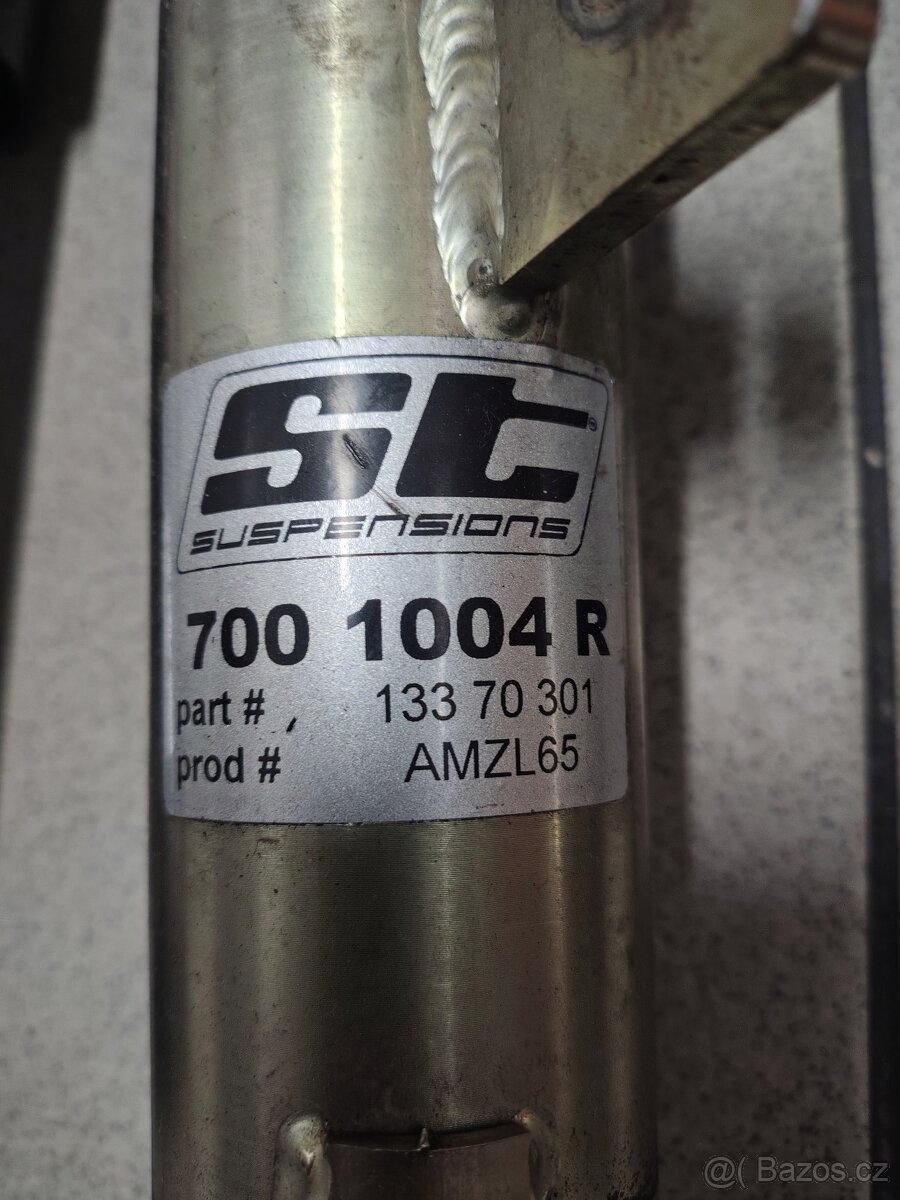 st®
SUSPENSIONS
700 1004 R
part # 133 70 301
prod # AMZL65
@( Bazos.cz